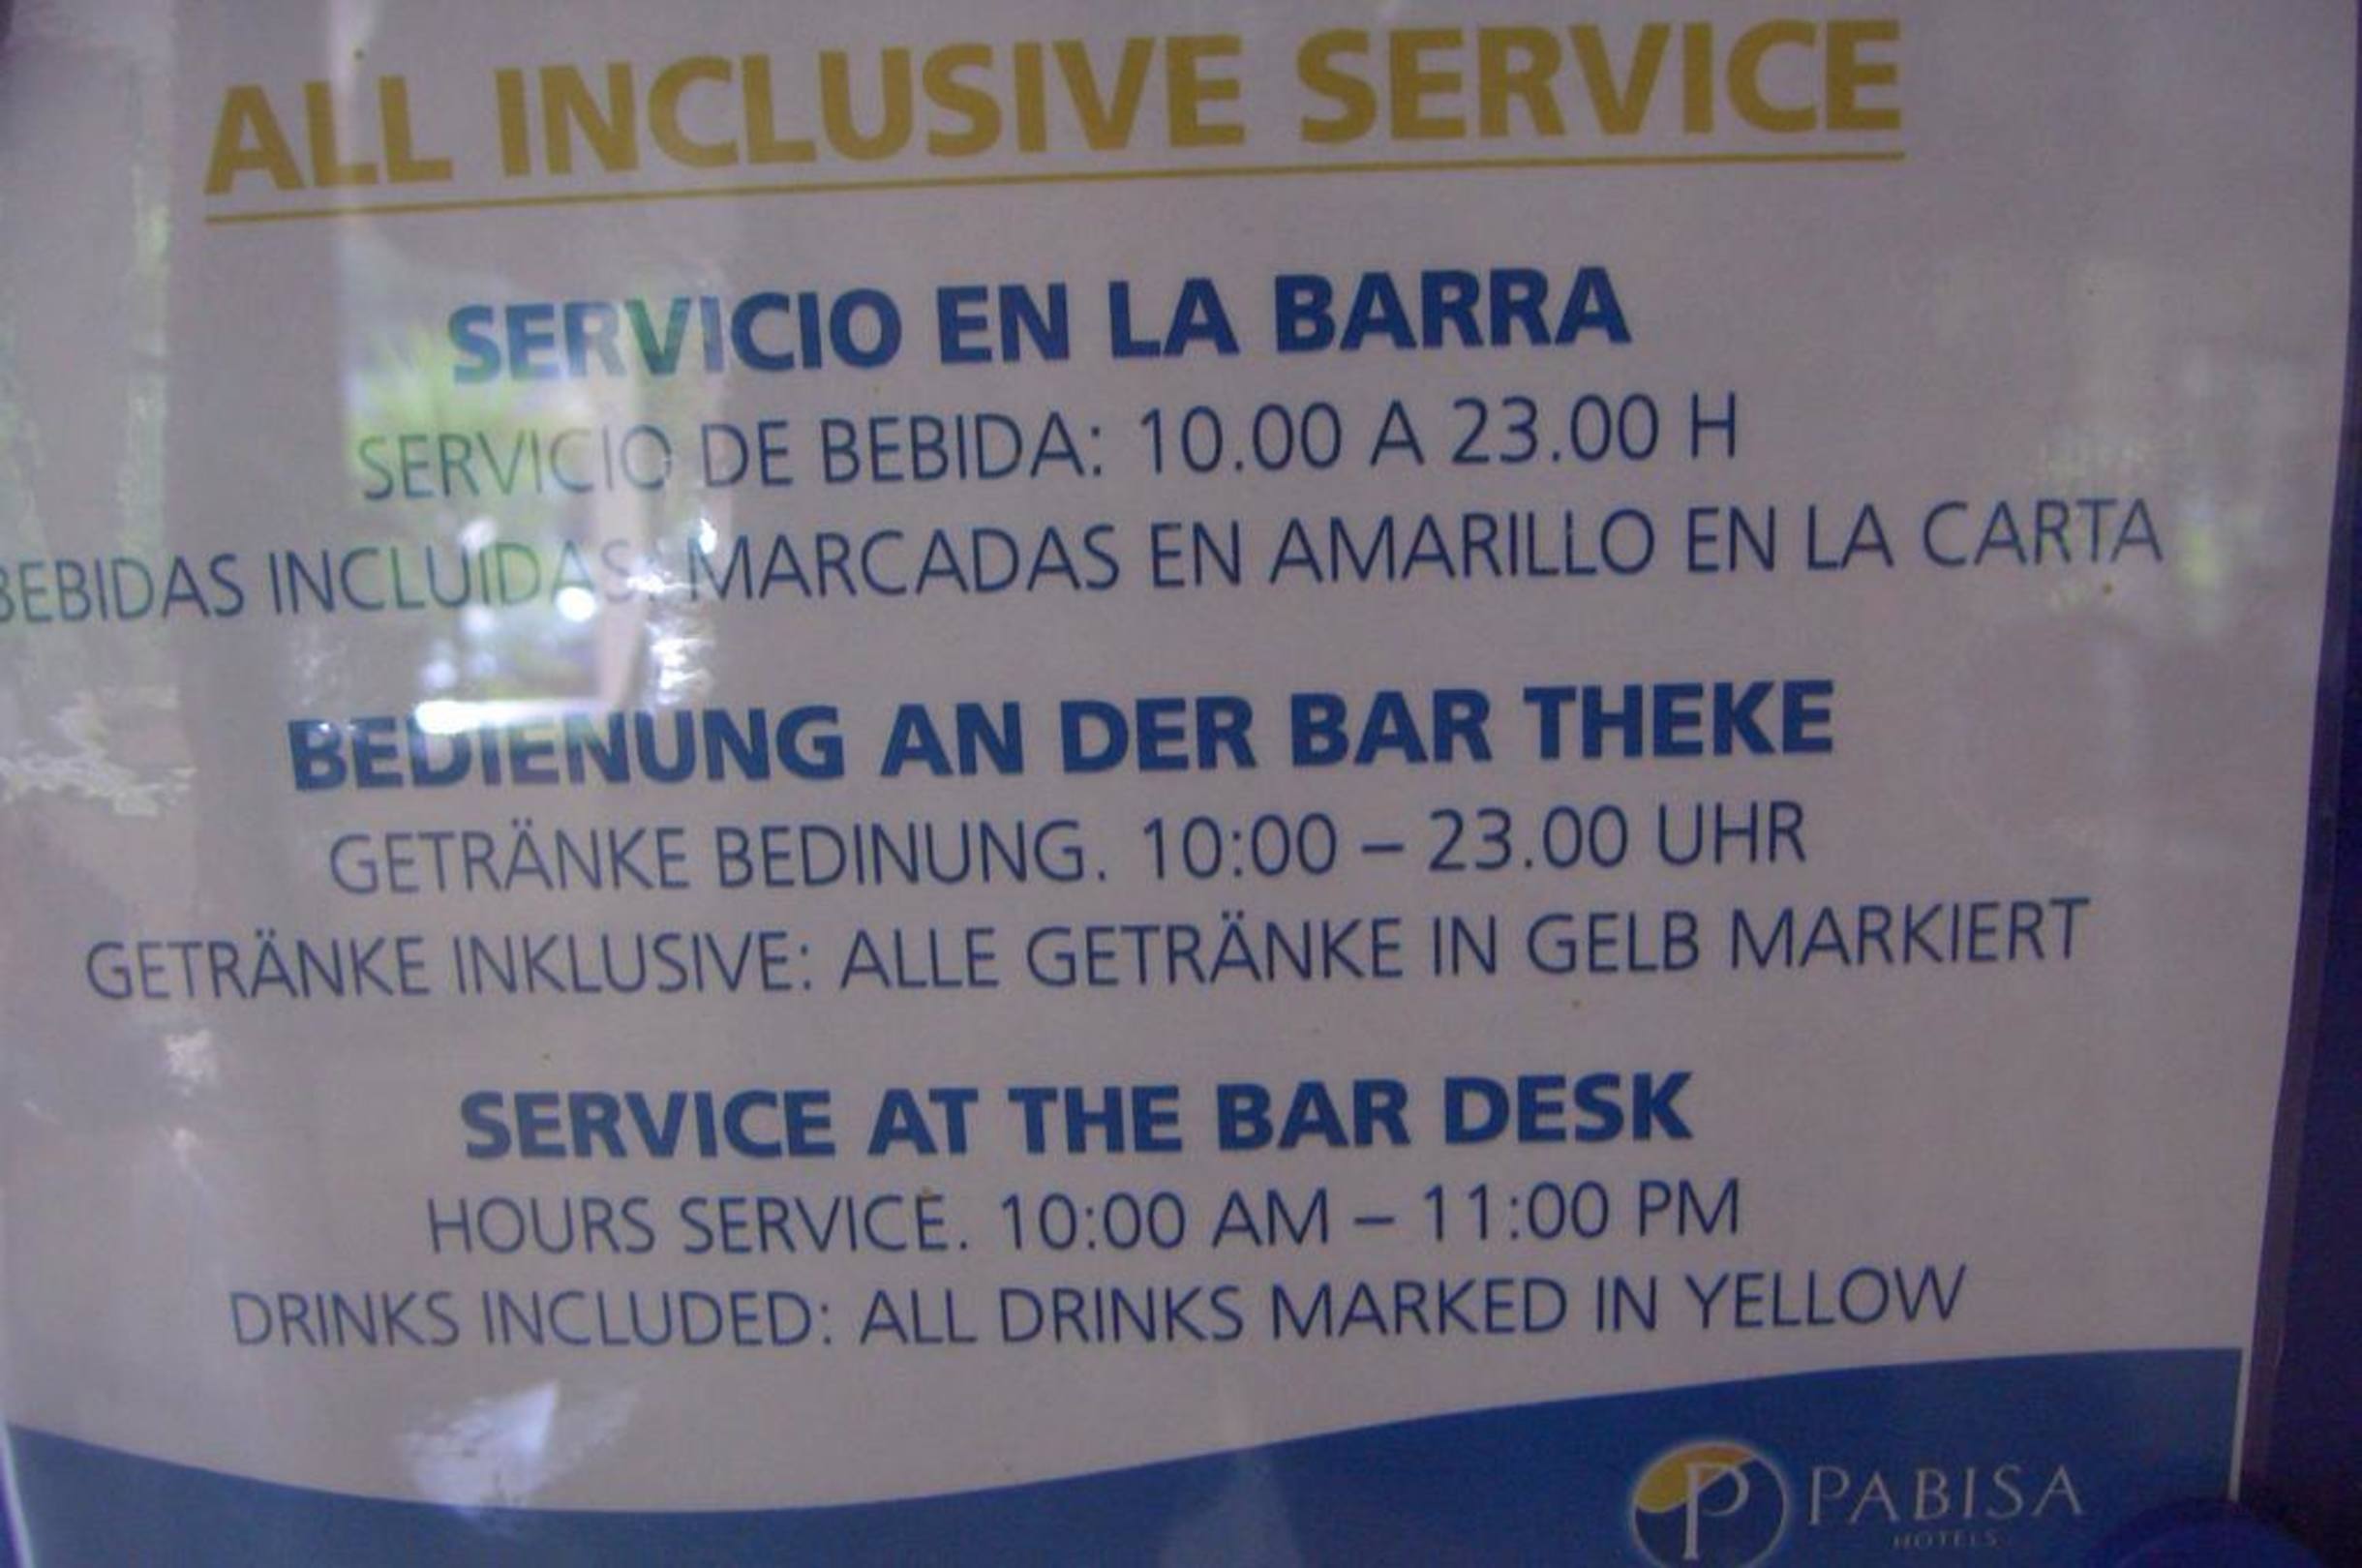 ALL INCLUSIVE SERVICE
SERVICIO EN LA BARRA
SERVICIO DE BEBIDA: 10.00 A 23.00 H
BEBIDAS INCLUIDAS: MARCADAS EN AMARILLO EN LA CARTA
BEDIENUNG AN DER BAR THEKE
GETRÄNKE BEDINUNG. 10:00 – 23.00 UHR
GETRÄNKE INKLUSIVE: ALLE GETRÄNKE IN GELB MARKIERT
SERVICE AT THE BAR DESK
HOURS SERVICE. 10:00 AM – 11:00 PM
DRINKS INCLUDED: ALL DRINKS MARKED IN YELLOW
P PABISA
HOTELS